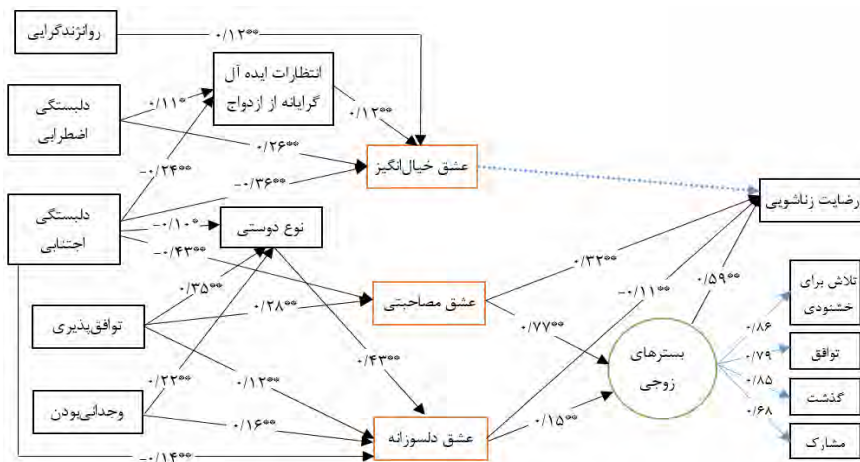 روانژندگرایی
۰/۱۲**
انتظارات ایده آل
گرایانه از ازدواج
دلبستگی
اضطرابی
۰/۱۱*
۰/۱۲**
۰/۲۶**
عشق خیال‌انگیز
-۰/۲۴**
-۰/۳۶**
رضایت زناشویی
دلبستگی
اجتنابی
-۰/۱۰*
نوع دوستی
-۰/۴۳**
۰/۳۲**
-۰/۱۱**
۰/۵۹**
تلاش برای
خشنودی
۰/۳۵**
۰/۲۸**
عشق مصاحبتی
توافق‌پذیری
۰/۷۷**
بسترهای
زوجی
۰/۸۶
۰/۷۹
۰/۸۵
۰/۶۸
توافق
گذشت
مشارک
۰/۲۲**
۰/۱۲**
۰/۴۳**
وجدانی‌بودن
۰/۱۶**
عشق دلسوزانه
۰/۱۵**
-۰/۱۴**